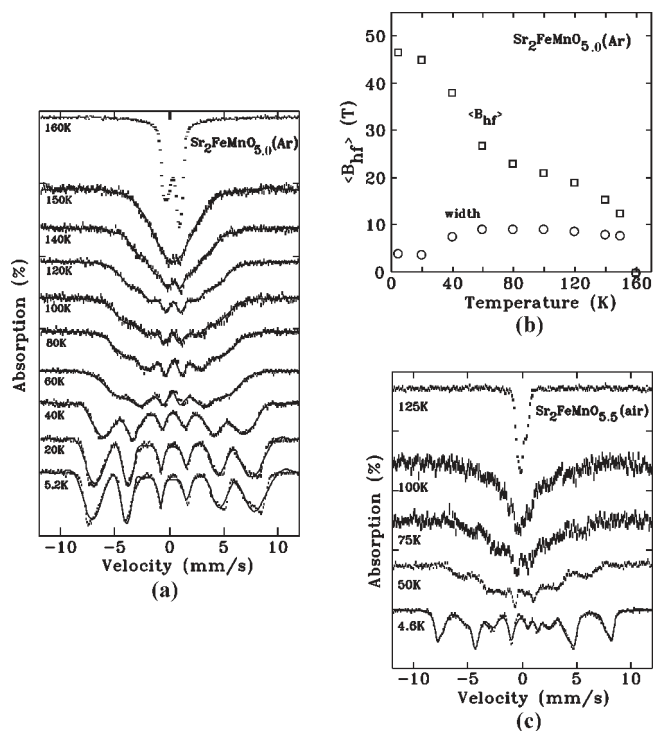 160K
Sr2FeMnO5.0(Ar)
150K
140K
120K
100K
80K
60K
40K
20K
5.2K
Absorption (%)
-10 -5 0 5 10
Velocity (mm/s)
(a)
50
40
30
20
10
0
<Bhf> (T)
Sr2FeMnO5.0(Ar)
<Bhf>
width
0 40 80 120 160
Temperature (K)
(b)
125K
Sr2FeMnO5.5(air)
100K
75K
50K
4.6K
Absorption (%)
-10 -5 0 5 10
Velocity (mm/s)
(c)